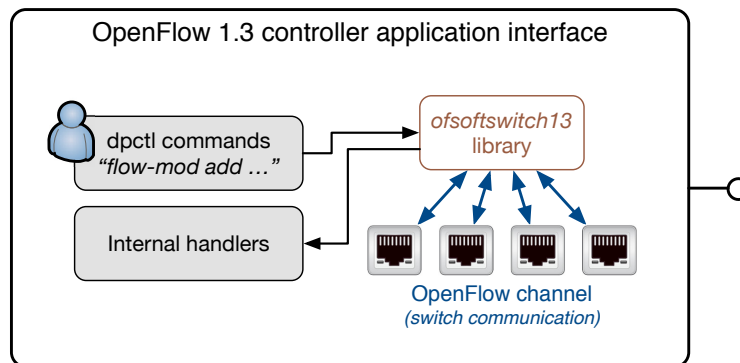 OpenFlow 1.3 controller application interface
dpctl commands
“flow-mod add …”
ofsoftswitch13
library
Internal handlers
OpenFlow channel
(switch communication)